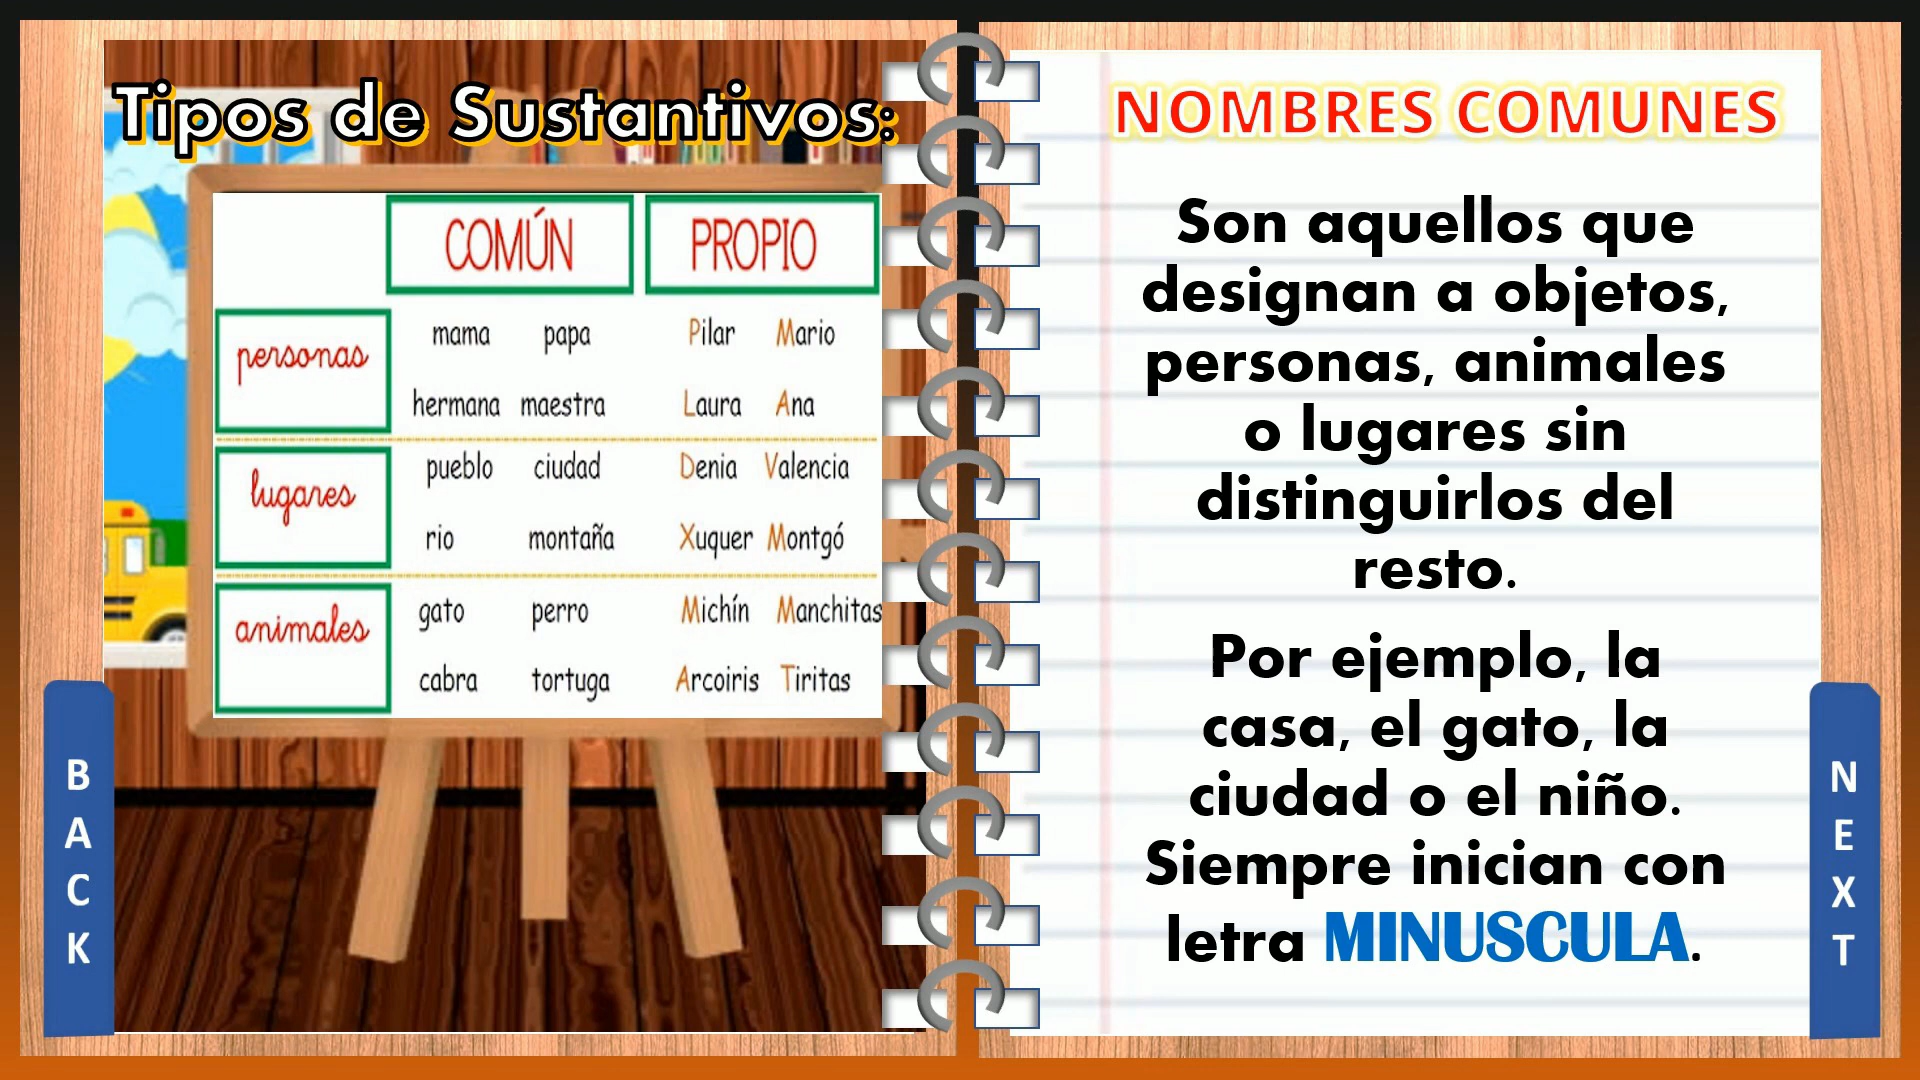 Tipos de Sustantivos:
COMÚN PROPIO
personas
mama papa Pilar Mario
hermana maestra Laura Ana
lugares
pueblo ciudad Denia Valencia
rio montaña Xuquer Montgó
animales
gato perro Michín Manchitas
cabra tortuga Arcoiris Tiritas
BACK
NOMBRES COMUNES
Son aquellos que
designan a objetos,
personas, animales
o lugares sin
distinguirlos del
resto.
Por ejemplo, la
casa, el gato, la
ciudad o el niño.
Siempre inician con
letra MINUSCULA.
NEXT